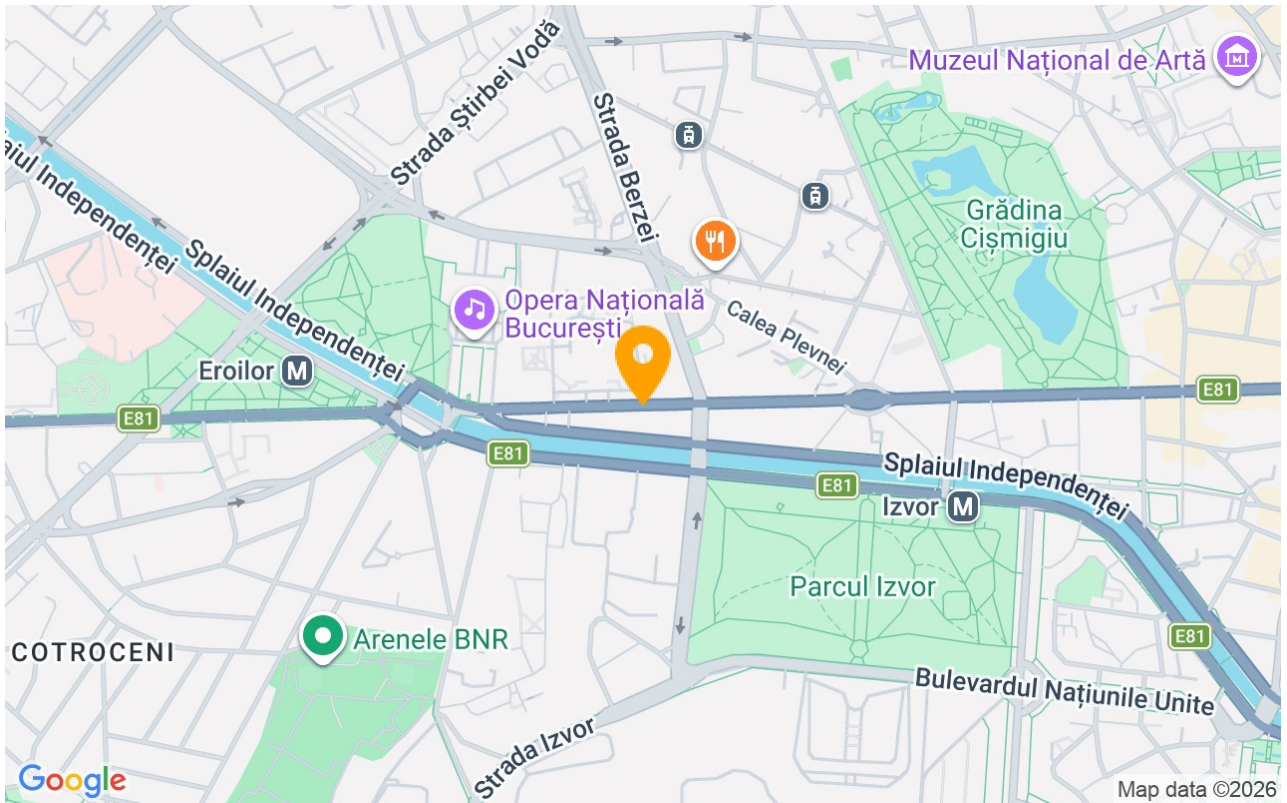 Muzeul Național de Artă
Strada Știrbei Vodă
Strada Berzei
Grădina
Cișmigiu
laiul Independenței
Splaiul Independenței
Opera Națională
București
Calea Plevnei
Eroilor M
E81
E81
E81
E81
Splaiul Independenței
Izvor M
Parcul Izvor
E81
Arenele BNR
COTROCENI
Bulevardul Națiunile Unite
Strada Izvor
Google
Map data ©2026